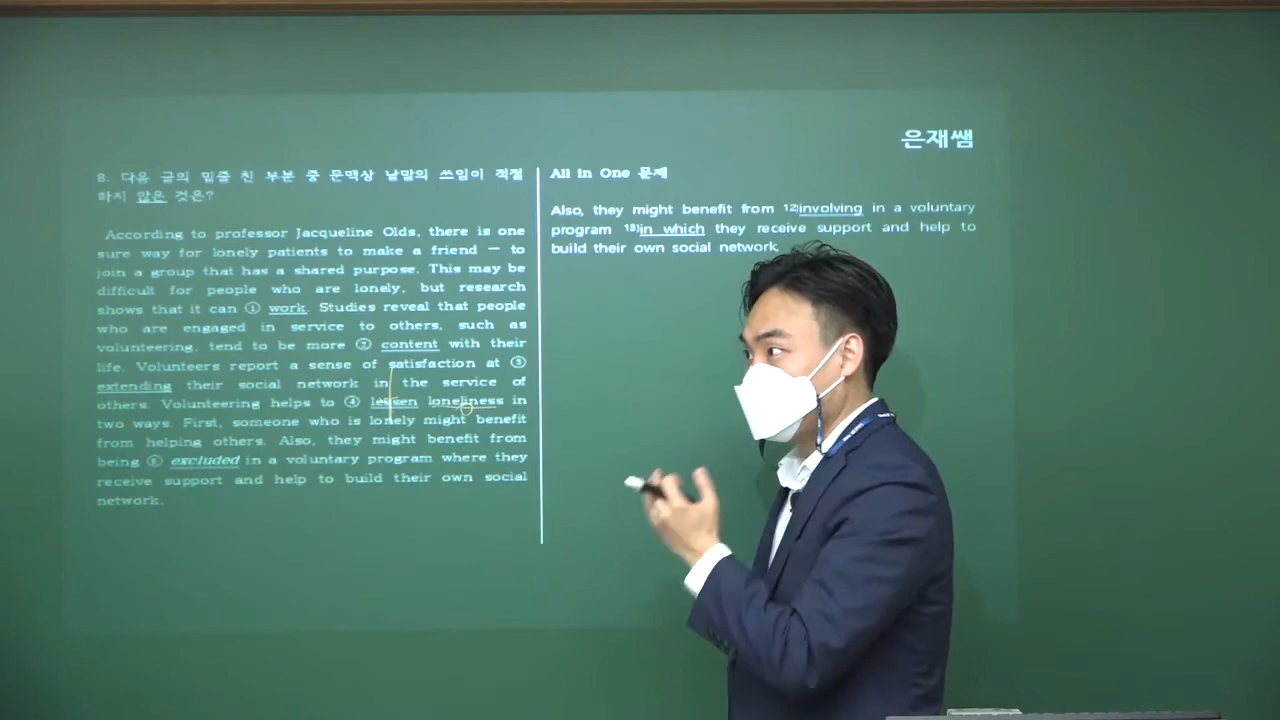 은재쌤
8. 다음 글의 밑줄 친 부분 중 문맥상 낱말의 쓰임이 적절
하지 않은 것은?
According to professor Jacqueline Olds, there is one
sure way for lonely patients to make a friend — to
join a group that has a shared purpose. This may be
difficult for people who are lonely, but research
shows that it can ① work. Studies reveal that people
who are engaged in service to others, such as
volunteering, tend to be more ② content with their
life. Volunteers report a sense of satisfaction at ③
extending their social network in the service of
others. Volunteering helps to ④ lessen loneliness in
two ways. First, someone who is lonely might benefit
from helping others. Also, they might benefit from
being ⑤ excluded in a voluntary program where they
receive support and help to build their own social
network.
All in One 문제
Also, they might benefit from 12)involving in a voluntary
program 13)in which they receive support and help to
build their own social network.